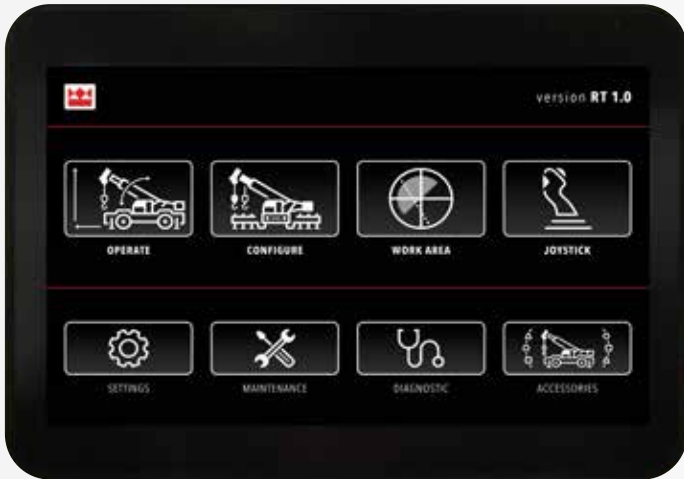 version RT 1.0
OPERATE CONFIGURE WORK AREA JOYSTICK
SETTINGS MAINTENANCE DIAGNOSTIC ACCESSORIES